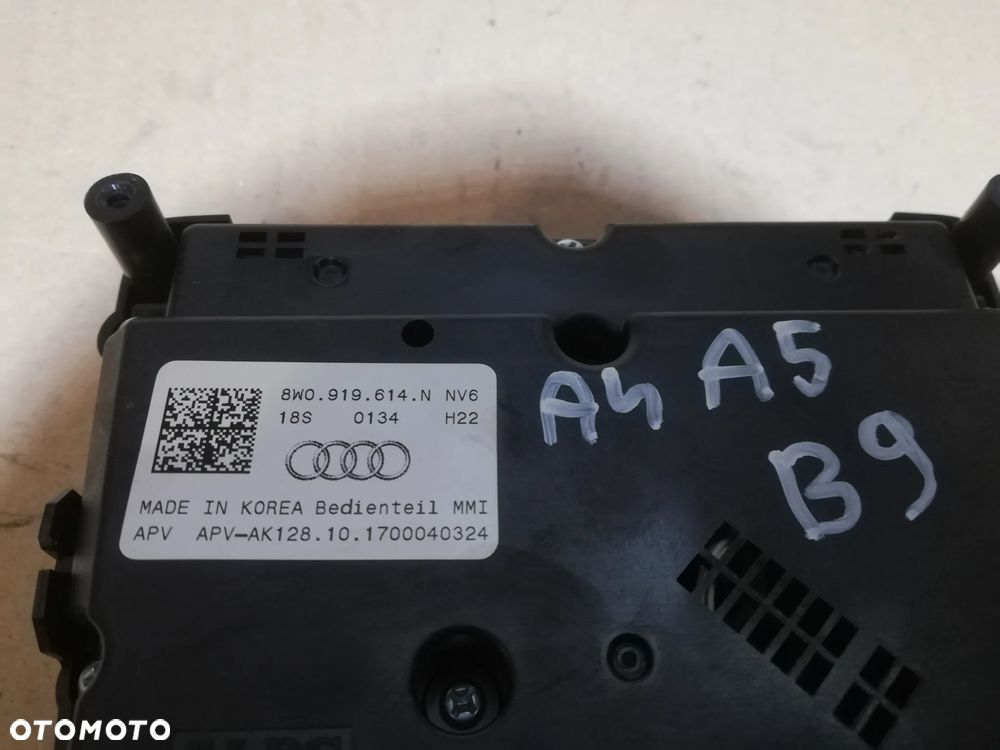 8W0.919.614.N NV6
18S 0134 H22
MADE IN KOREA Bedienteil MMI
APV APV-AK128.10.1700040324
A4 A5
B9
OTOMOTO